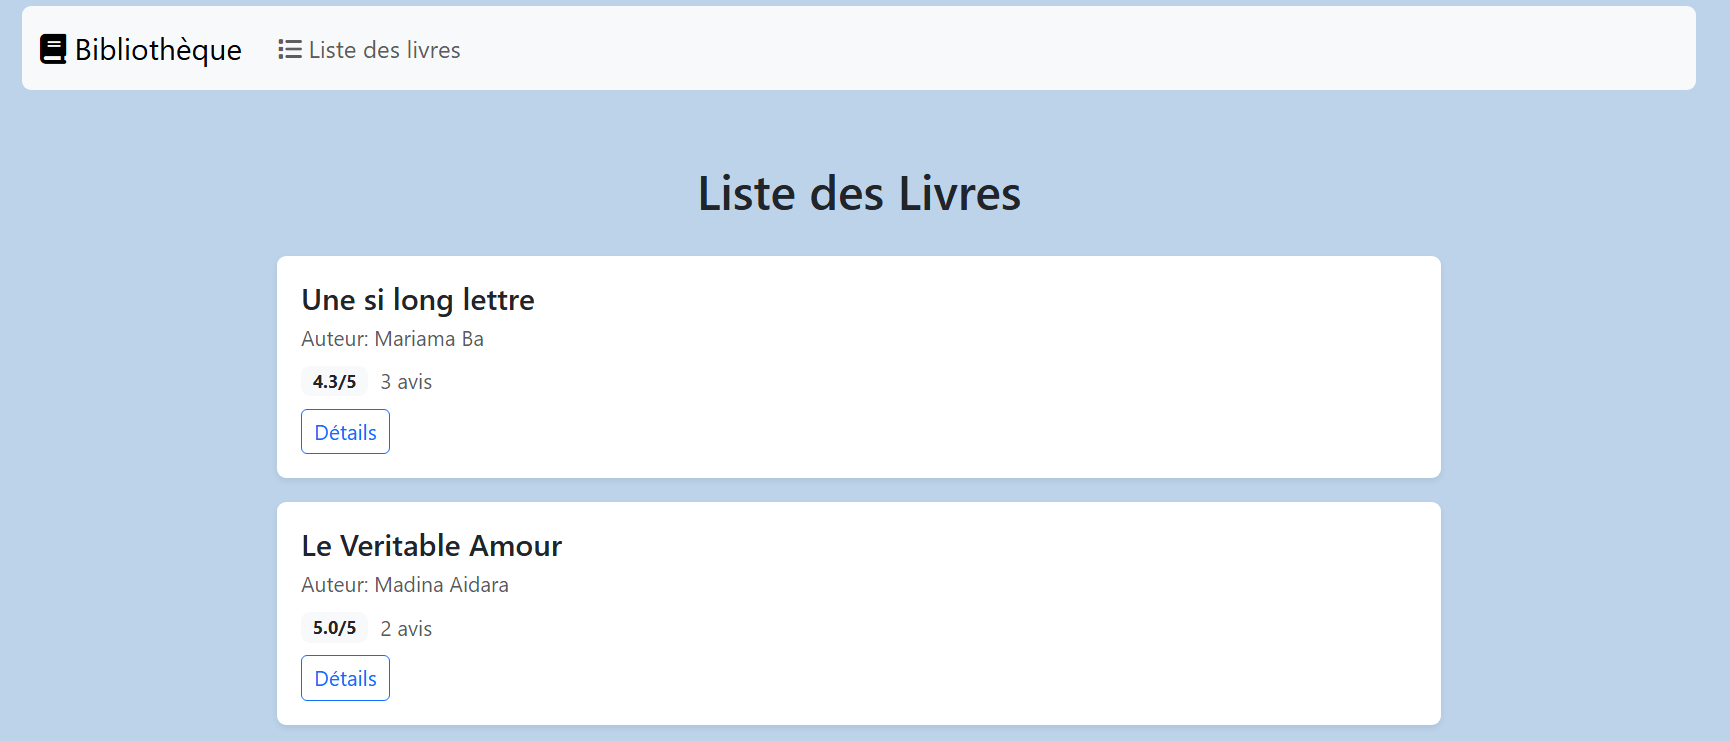 Bibliothèque Liste des livres
Liste des Livres
Une si long lettre
Auteur: Mariama Ba
4.3/5 3 avis
Détails
Le Veritable Amour
Auteur: Madina Aidara
5.0/5 2 avis
Détails